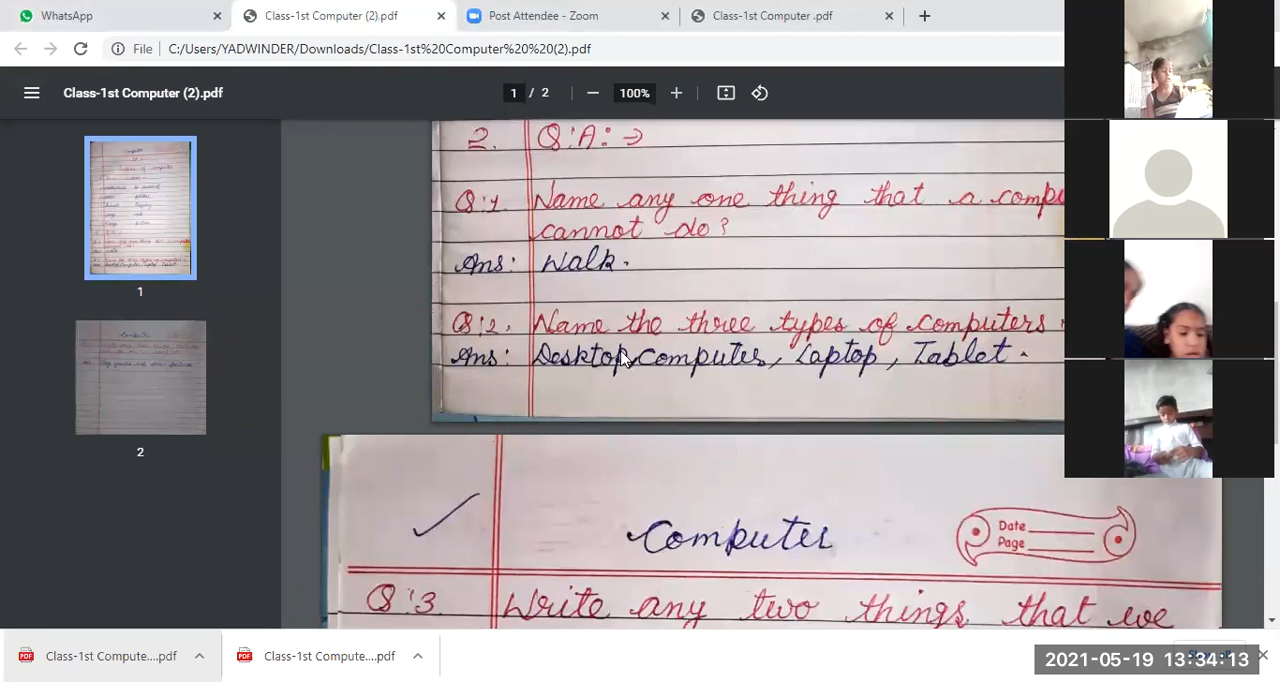 WhatsApp
Class-1st Computer (2).pdf
Post Attendee - Zoom
Class-1st Computer .pdf
File
C:/Users/YADWINDER/Downloads/Class-1st%20Computer%20%20(2).pdf
Class-1st Computer (2).pdf
1 / 2
100%
2. Q:A: →
Q:1. Name any one thing that a compu
cannot do?
Ans: Walk.
Q:2. Name the three types of computers
Ans: Desktop computer, Laptop, Tablet.
1
Computer
Date
Page
2
Q:3 Write any two things that we
Class-1st Compute....pdf
Class-1st Compute....pdf
2021-05-19 13:34:13